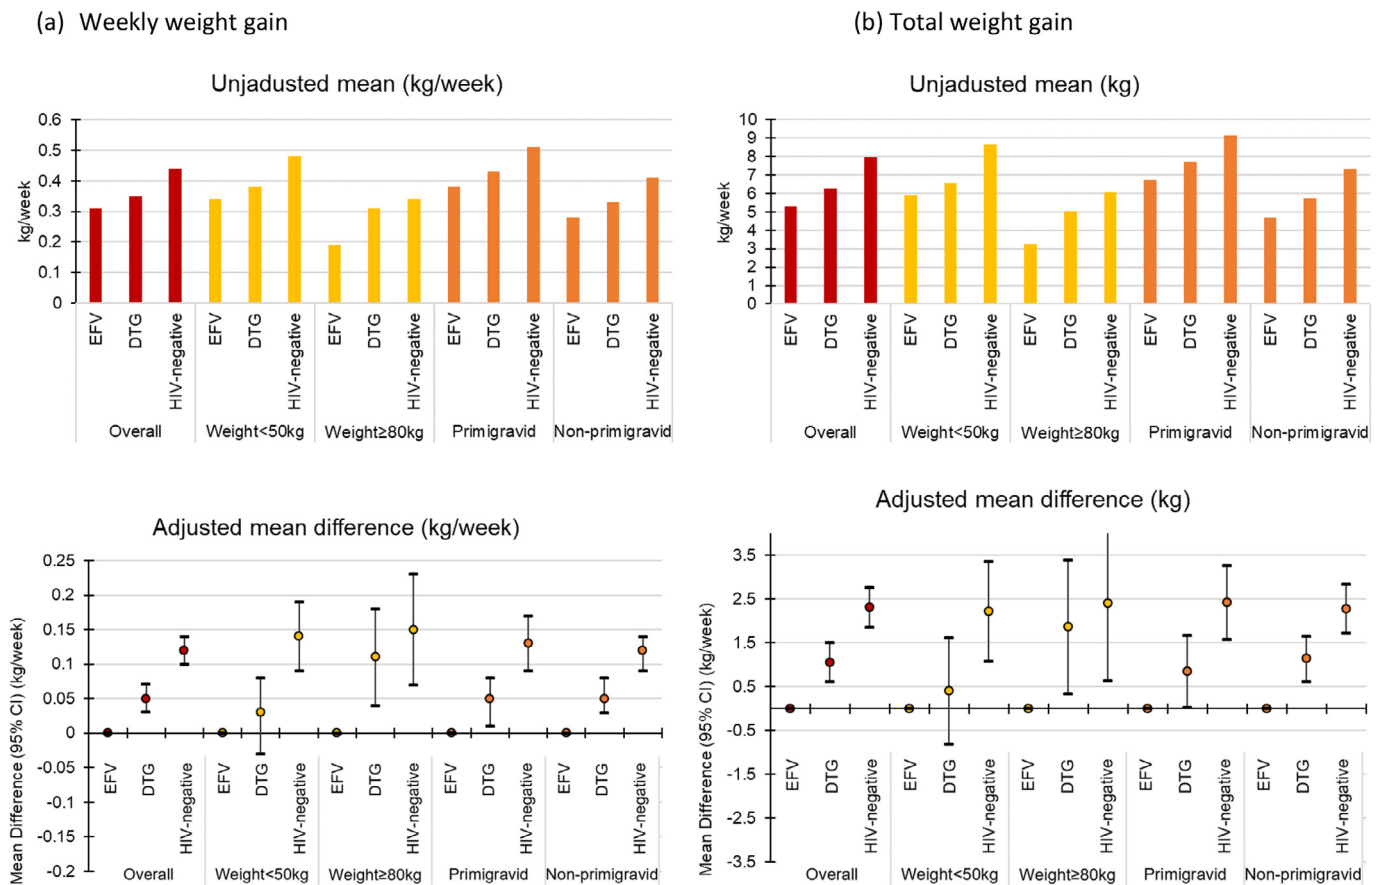 (a) Weekly weight gain
Unjadusted mean (kg/week)
kg/week
0.6
0.5
0.4
0.3
0.2
0.1
0
EFV
DTG
HIV-negative
EFV
DTG
HIV-negative
EFV
DTG
HIV-negative
EFV
DTG
HIV-negative
EFV
DTG
HIV-negative
Overall
Weight<50kg
Weight≥80kg
Primigravid
Non-primigravid
(b) Total weight gain
Unjadusted mean (kg)
kg/week
10
9
8
7
6
5
4
3
2
1
0
EFV
DTG
HIV-negative
EFV
DTG
HIV-negative
EFV
DTG
HIV-negative
EFV
DTG
HIV-negative
EFV
DTG
HIV-negative
Overall
Weight<50kg
Weight≥80kg
Primigravid
Non-primigravid
Adjusted mean difference (kg/week)
Mean Difference (95% CI) (kg/week)
0.25
0.2
0.15
0.1
0.05
0
-0.05
-0.1
-0.15
-0.2
EFV
DTG
HIV-negative
EFV
DTG
HIV-negative
EFV
DTG
HIV-negative
EFV
DTG
HIV-negative
EFV
DTG
HIV-negative
Overall
Weight<50kg
Weight≥80kg
Primigravid
Non-primigravid
Adjusted mean difference (kg)
Mean Difference (95% CI) (kg/week)
3.5
2.5
1.5
0.5
-0.5
-1.5
-2.5
-3.5
EFV
DTG
HIV-negative
EFV
DTG
HIV-negative
EFV
DTG
HIV-negative
EFV
DTG
HIV-negative
EFV
DTG
HIV-negative
Overall
Weight<50kg
Weight≥80kg
Primigravid
Non-primigravid